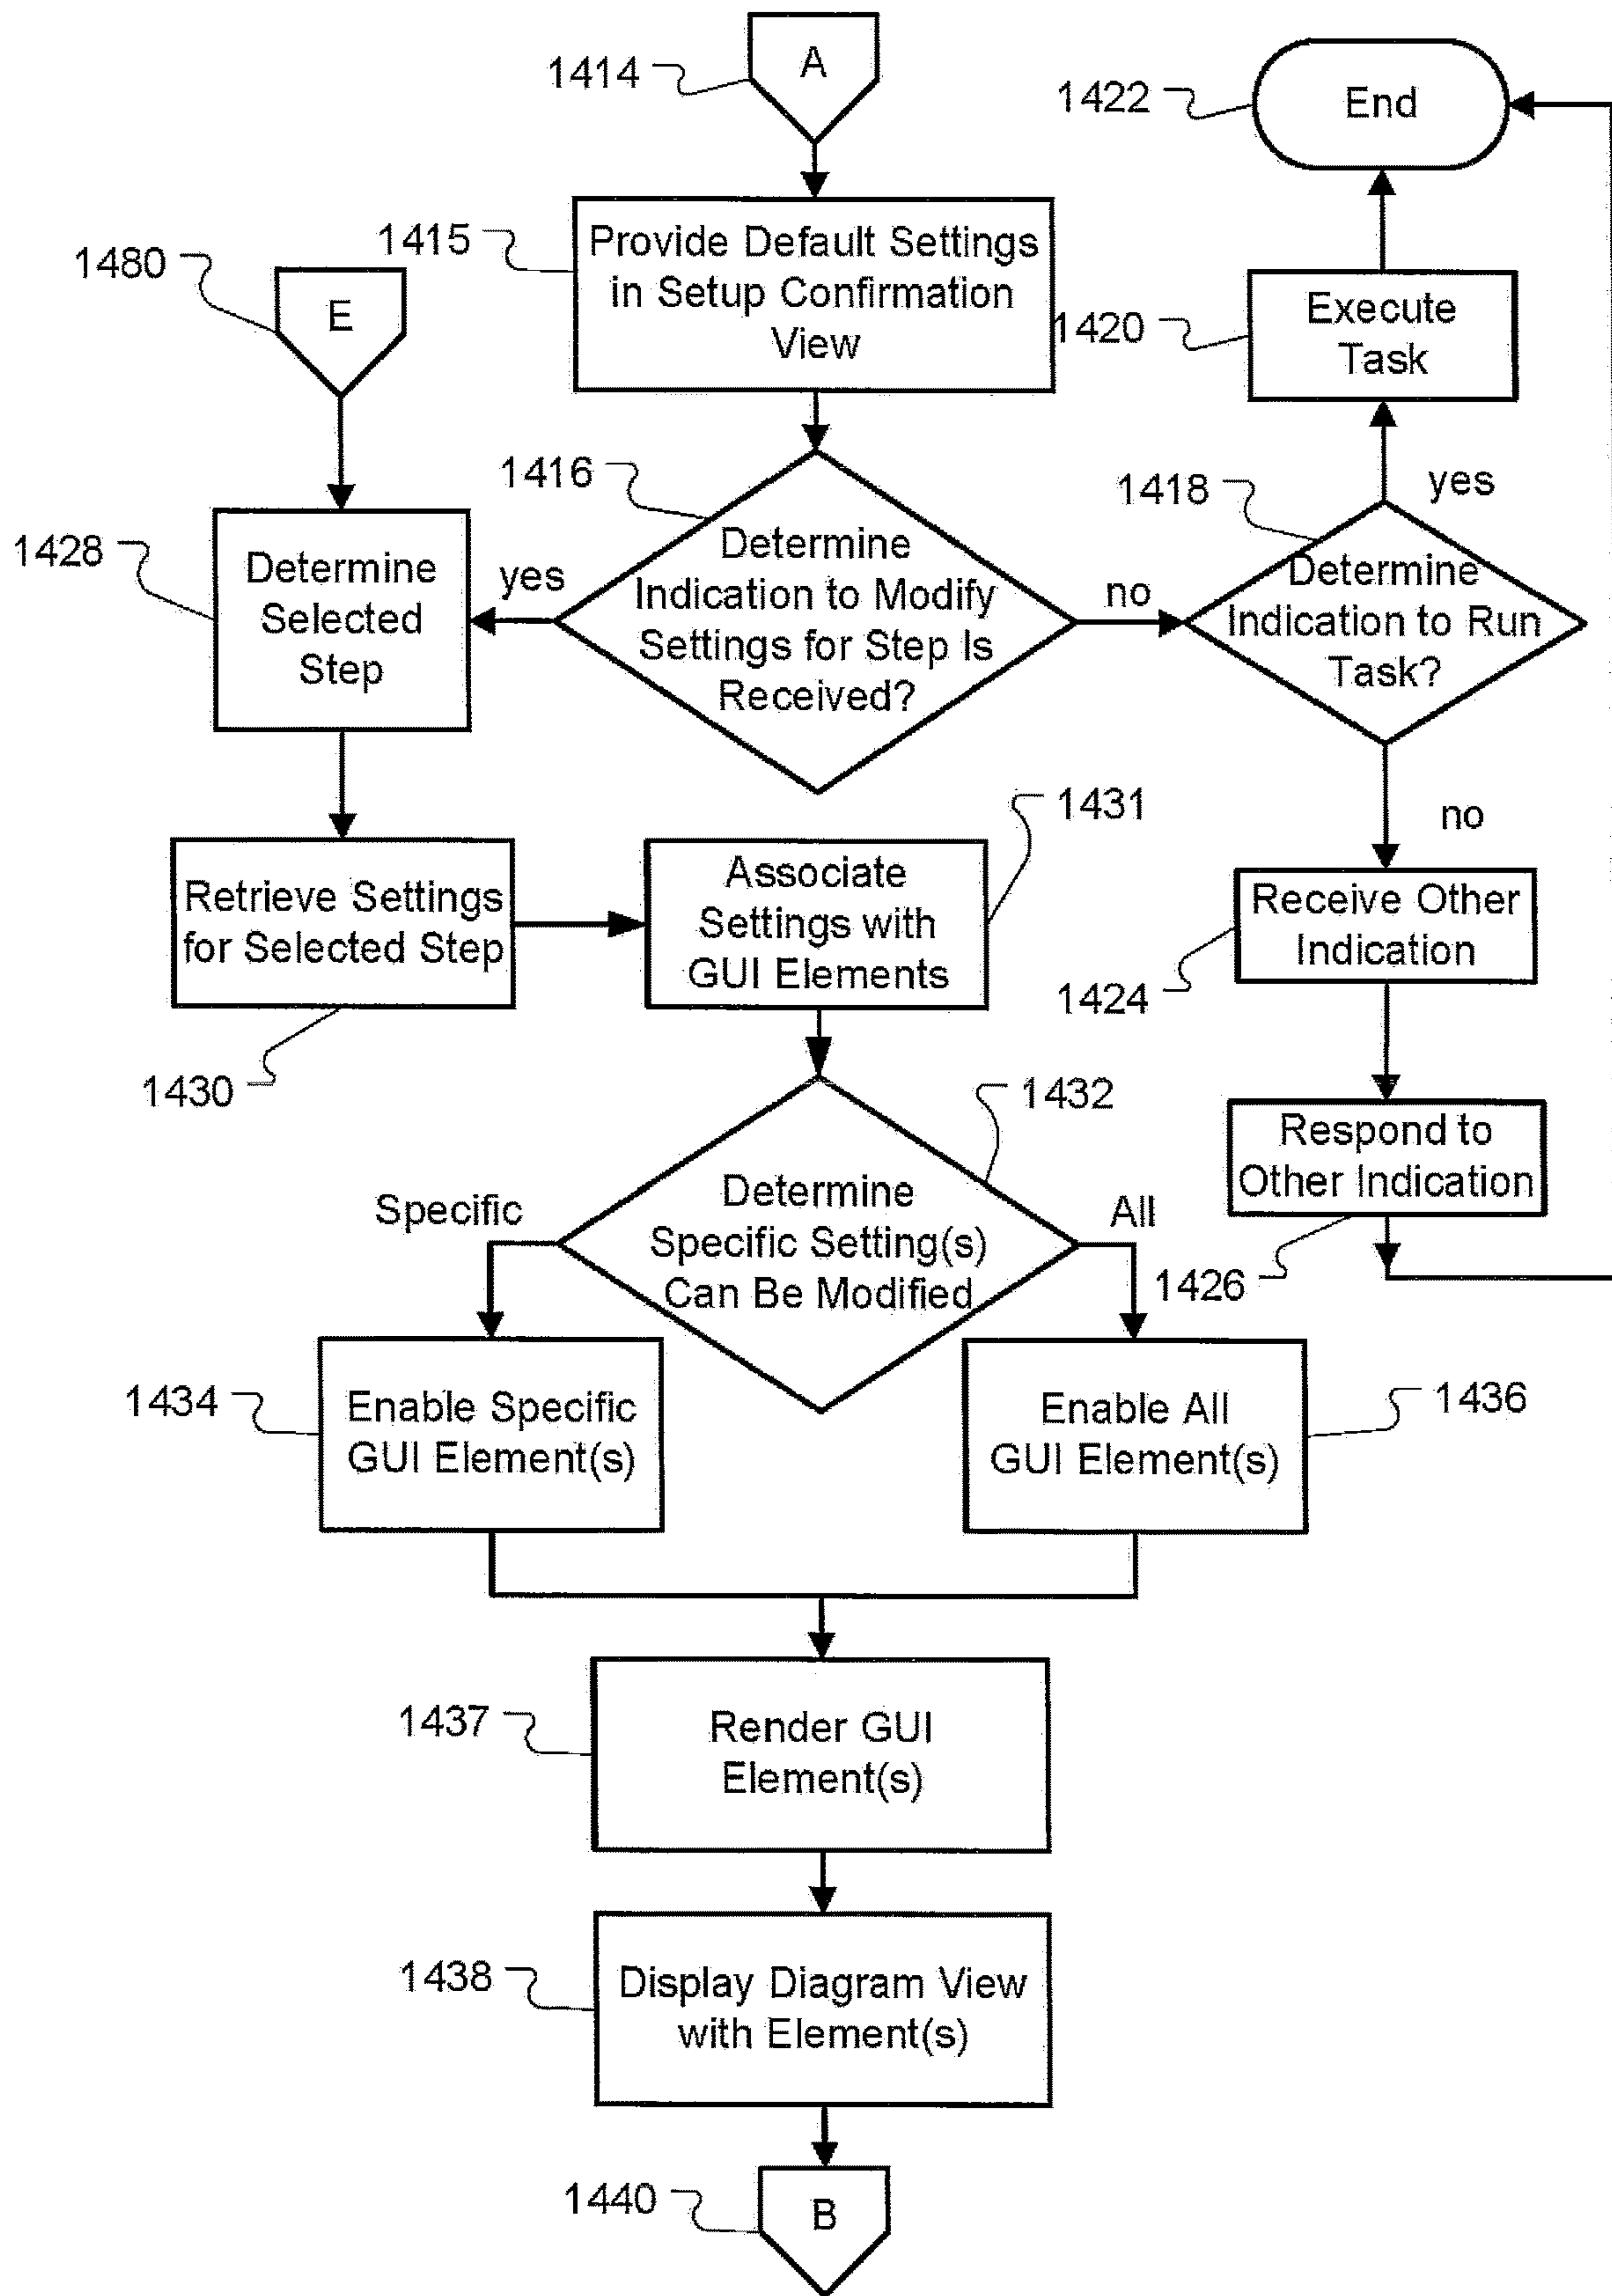 A
1414
End
1422
1415
Provide Default Settings
in Setup Confirmation
View
1480
E
1420
Execute
Task
1416
Determine
Indication to Modify
Settings for Step Is
Received?
yes
no
1418
yes
Determine
Indication to Run
Task?
no
1428
Determine
Selected
Step
Retrieve Settings
for Selected Step
1430
Associate
Settings with
GUI Elements
1431
Receive Other
Indication
1424
Respond to
Other Indication
1426
1432
Determine
Specific Setting(s)
Can Be Modified
Specific
All
1434
Enable Specific
GUI Element(s)
Enable All
GUI Element(s)
1436
1437
Render GUI
Element(s)
1438
Display Diagram View
with Element(s)
1440
B